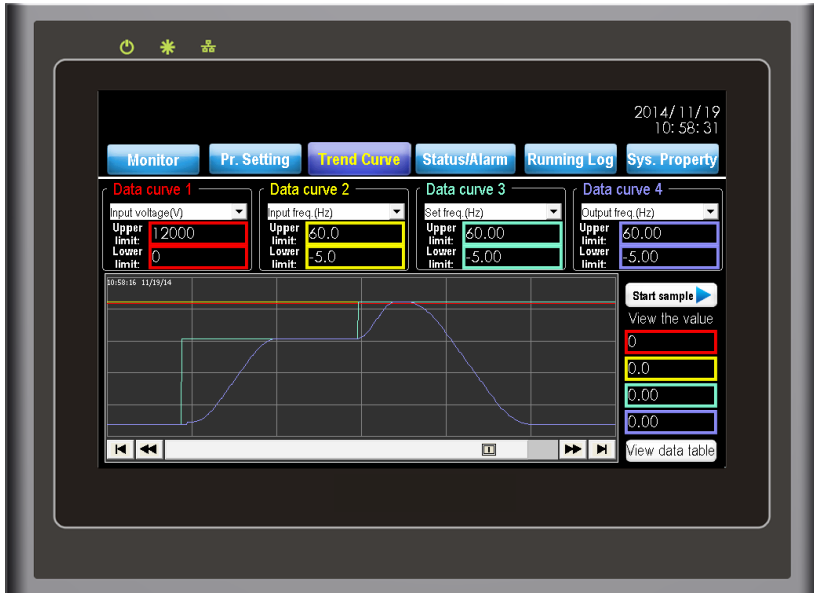 2014/11/19
10:58:31
Monitor Pr. Setting Trend Curve Status/Alarm Running Log Sys. Property
Data curve 1 Data curve 2 Data curve 3 Data curve 4
Input voltage(V) Input freq.(Hz) Set freq.(Hz) Output freq.(Hz)
Upper limit: 12000 Upper limit: 60.0 Upper limit: 60.00 Upper limit: 60.00
Lower limit: 0 Lower limit: -5.0 Lower limit: -5.00 Lower limit: -5.00
10:58:16 11/19/14
Start sample
View the value
0
0.0
0.00
0.00
View data table